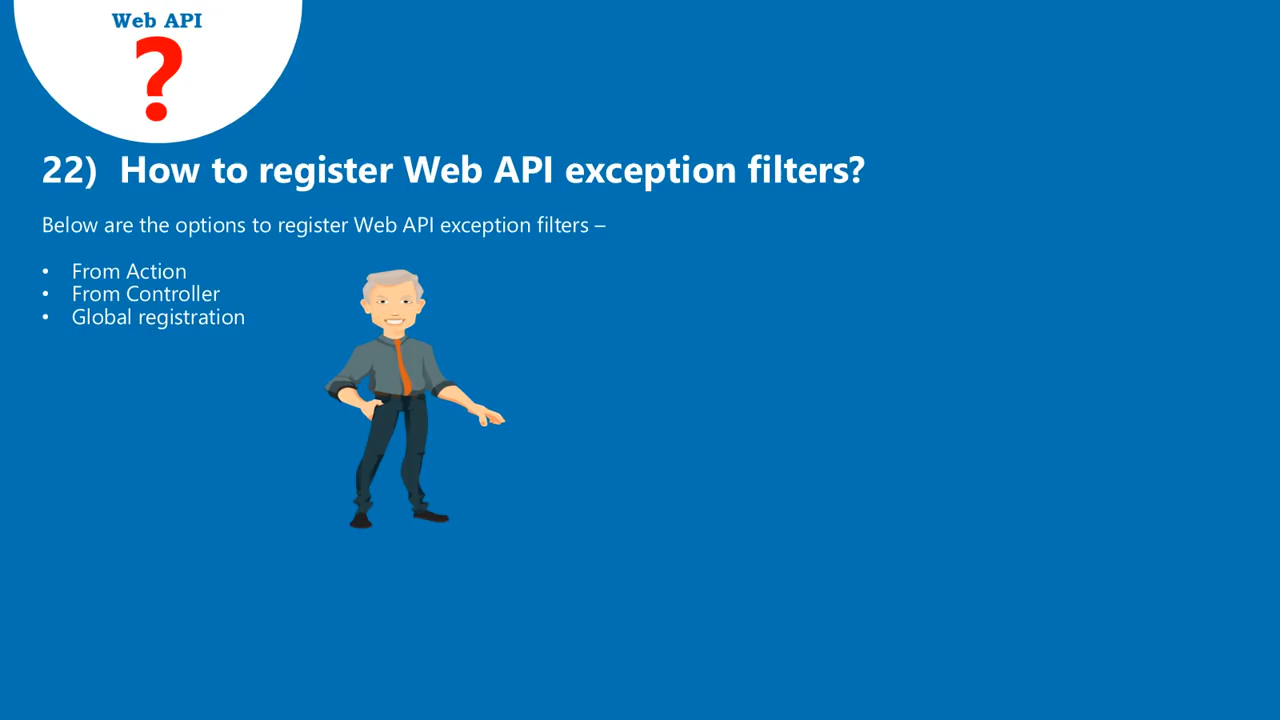 Web API
?
22) How to register Web API exception filters?
Below are the options to register Web API exception filters –
• From Action
• From Controller
• Global registration